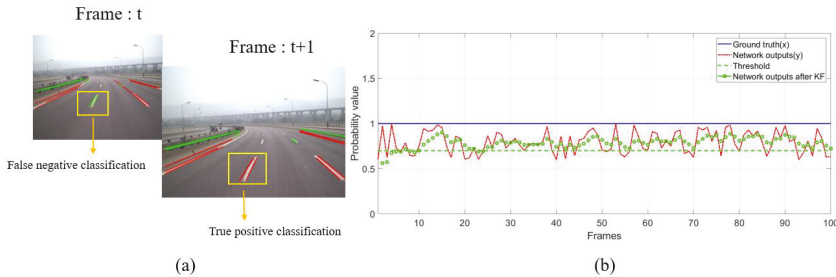 Frame : t
Frame : t+1
False negative classification
True positive classification
(a)
2
1.5
1
0.5
0
Probability value
10
20
30
40
50
60
70
80
90
100
Frames
Ground truth(x)
Network outputs(y)
Threshold
Network outputs after KF
(b)